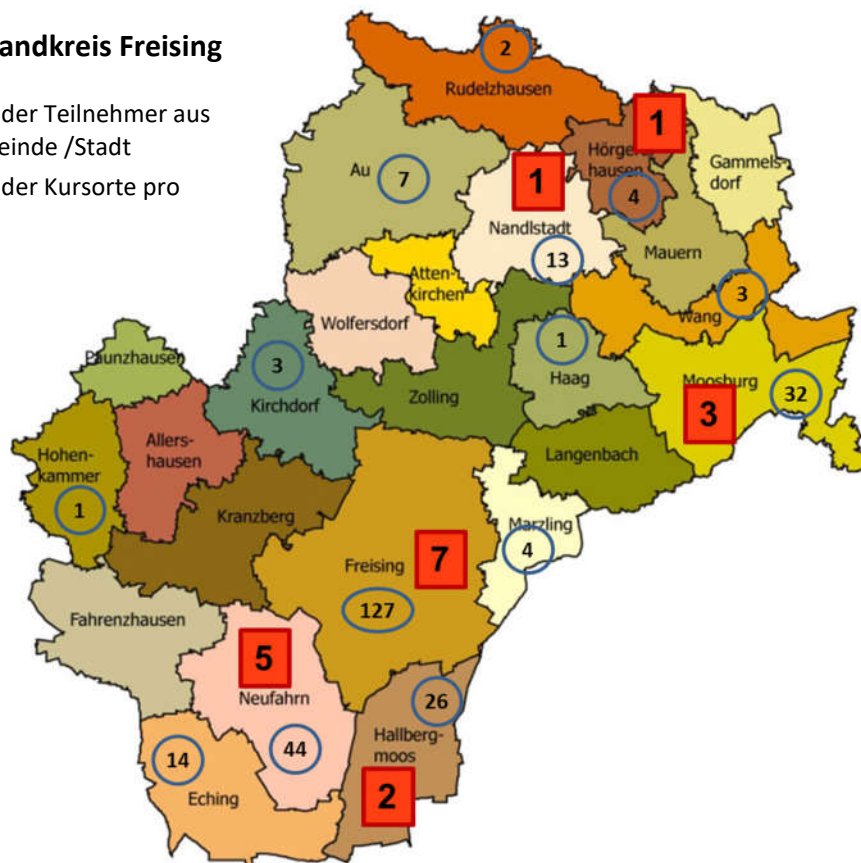 andkreis Freising
der Teilnehmer aus
einde /Stadt
der Kursorte pro
2
Rudelzhausen
1
Hörgerts
hausen
4
Gammels-
dorf
Au
7
1
Nandlstadt
13
Mauern
Atten-
kirchen
3
Wang
Wolfersdorf
1
Haag
Paunzhausen
3
Kirchdorf
Zolling
Moosburg
32
3
Allers-
hausen
Hohen-
kammer
1
Langenbach
Kranzberg
Marzling
4
Freising
7
127
Fahrenzhausen
5
Neufahrn
44
26
Hallberg-
moos
2
14
Eching